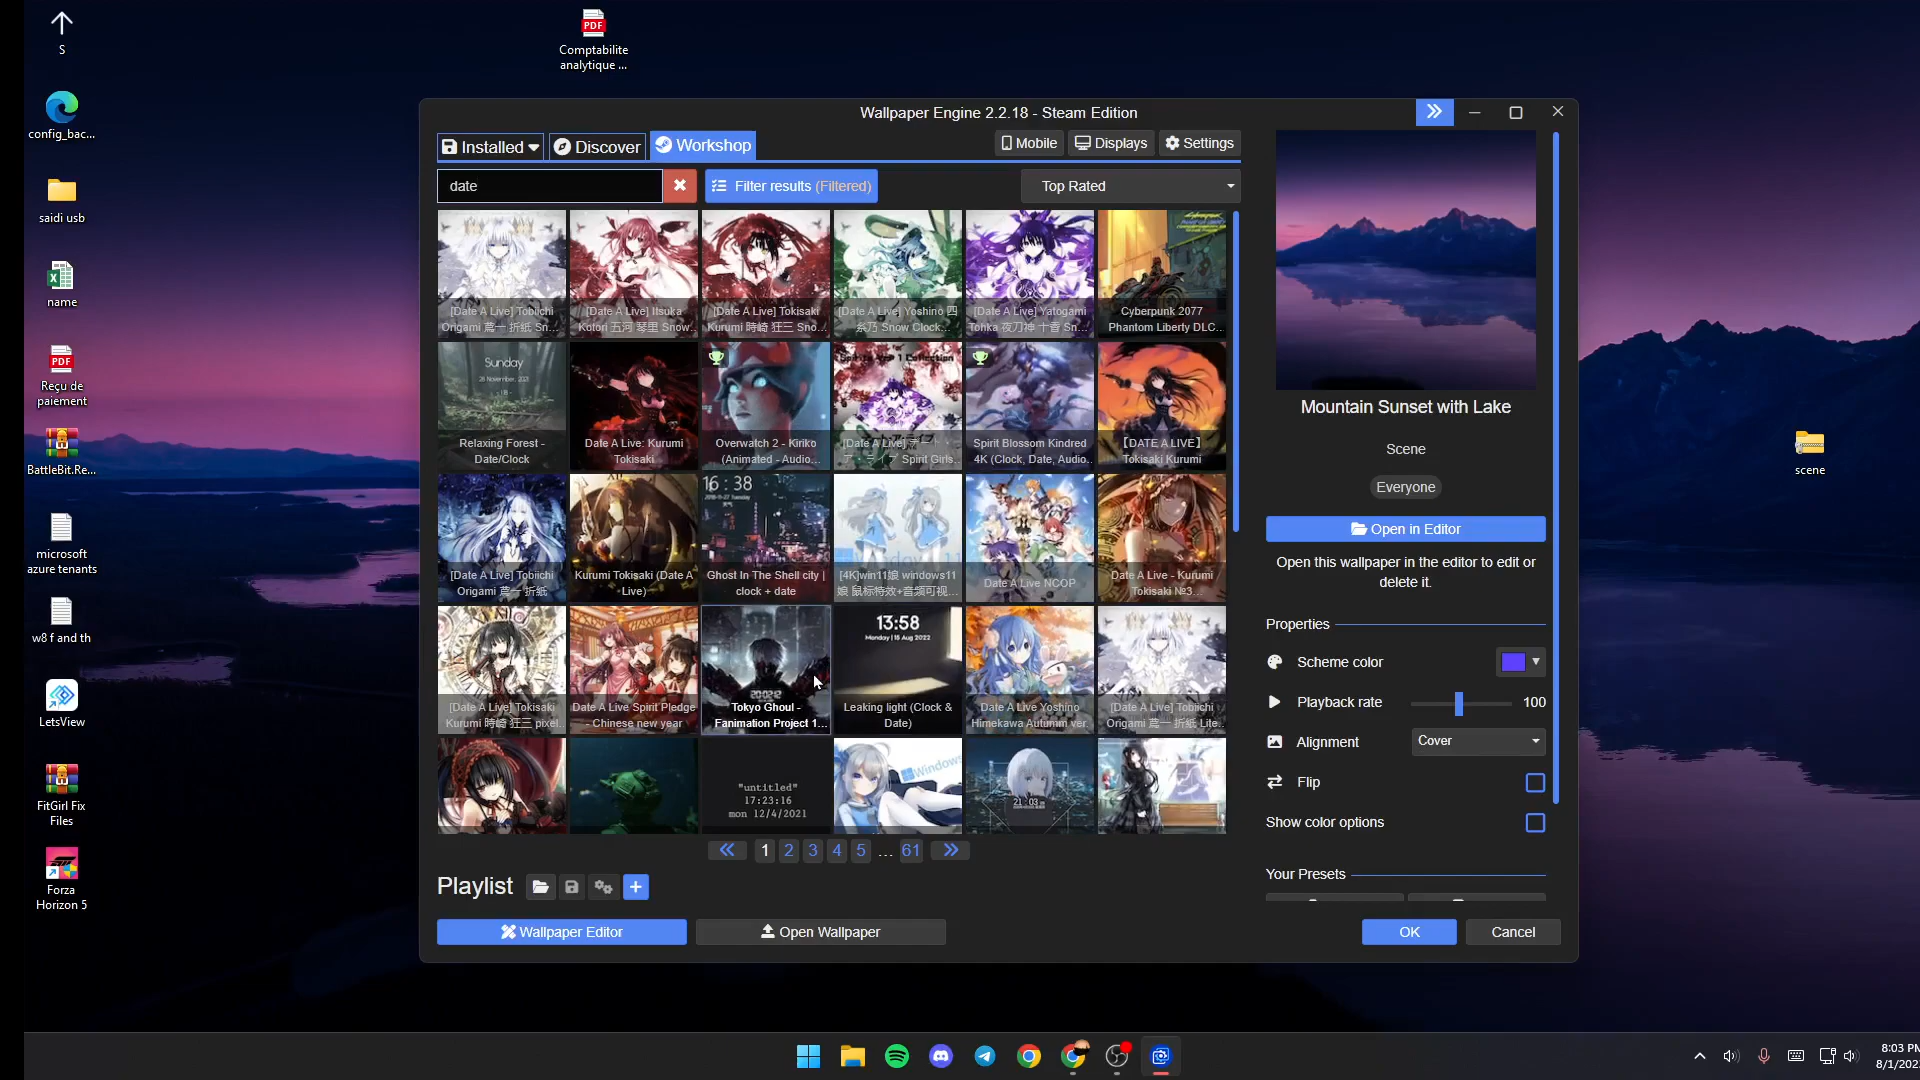 S
config_bac...
saidi usb
name
Reçu de
paiement
BattleBit.Re...
microsoft
azure tenants
w8 f and th
LetsView
FitGirl Fix
Files
Forza
Horizon 5
PDF
Comptabilite
analytique ...
scene
Wallpaper Engine 2.2.18 - Steam Edition
Installed
Discover
Workshop
Mobile
Displays
Settings
date
Filter results (Filtered)
Top Rated
[Date A Live] Tobiichi
Origami 鳶一 折紙 Sn...
[Date A Live] Itsuka
Kotori 五河 琴里 Snow...
[Date A Live] Tokisaki
Kurumi 時崎 狂三 Sno...
[Date A Live] Yoshino 四
糸乃 Snow Clock...
[Date A Live] Yatogami
Tohka 夜刀神 十香 Sn...
Cyberpunk 2077
Phantom Liberty DLC...
Sunday
Relaxing Forest -
Date/Clock
Date A Live: Kurumi
Tokisaki
Overwatch 2 - Kiriko
(Animated - Audio...
[Date A Live] デート・
ア・ライブ Spirit Girls...
Spirit Blossom Kindred
4K (Clock, Date, Audio...
【DATE A LIVE】
Tokisaki Kurumi
[Date A Live] Tobiichi
Origami 鳶一 折紙
Kurumi Tokisaki (Date A
Live)
16:38
Ghost In The Shell city |
clock + date
[4K]win11娘 windows11
娘 鼠标特效+音頻可视...
Date A Live NCOP
Date A Live - Kurumi
Tokisaki №3...
[Date A Live] Tokisaki
Kurumi 時崎 狂三 pixel...
Date A Live Spirit Pledge
- Chinese new year
20:02:12
Tokyo Ghoul -
Fanimation Project 1...
13:58
Monday | 15 Aug 2022
Leaking light (Clock &
Date)
Date A Live Yoshino
Himekawa Autumn ver.
[Date A Live] Tobiichi
Origami 鳶一 折紙 Lite...
"untitled"
17:23:16
mon 12/4/2021
Windows
21:03
« 1 2 3 4 5 ... 61 »
Playlist
Wallpaper Editor
Open Wallpaper
Mountain Sunset with Lake
Scene
Everyone
Open in Editor
Open this wallpaper in the editor to edit or
delete it.
Properties
Scheme color
Playback rate
100
Alignment
Cover
Flip
Show color options
Your Presets
OK
Cancel
8:03 PM
8/1/202